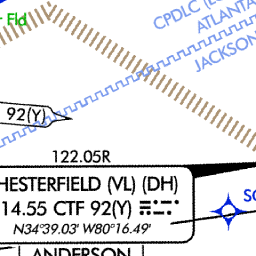 Fld
CPDLC
ATLANTA
JACKSON
92(Y)
122.05R
HESTERFIELD (VL) (DH)
14.55 CTF 92(Y)
N34°39.03' W80°16.49'
ANDERSON